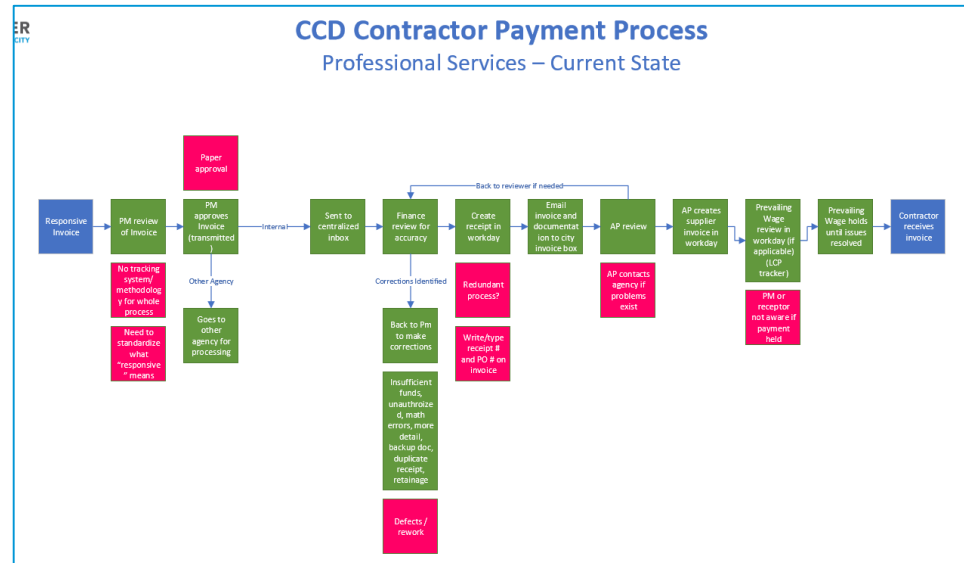 ER
CITY
CCD Contractor Payment Process
Professional Services – Current State
Paper
approval
Back to reviewer if needed
Responsive
Invoice
PM review
of Invoice
PM
approves
Invoice
(transmitted
)
Internal
Sent to
centralized
inbox
Finance
review for
accuracy
Create
receipt in
workday
Email
invoice and
documentat
ion to city
invoice box
AP review
AP creates
supplier
invoice in
workday
Prevailing
Wage
review in
workday (if
applicable)
(LCP
tracker)
Prevailing
Wage holds
until issues
resolved
Contractor
receives
invoice
No tracking
system/
methodolog
y for whole
process
Other Agency
Corrections Identified
Redundant
process?
AP contacts
agency if
problems
exist
PM or
receptor
not aware if
payment
held
Need to
standardize
what
"responsive
" means
Goes to
other
agency for
processing
Back to Pm
to make
corrections
Write/type
receipt #
and PO # on
invoice
Insufficient
funds,
unauthroize
d, math
errors, more
detail,
backup doc,
duplicate
receipt,
retainage
Defects /
rework